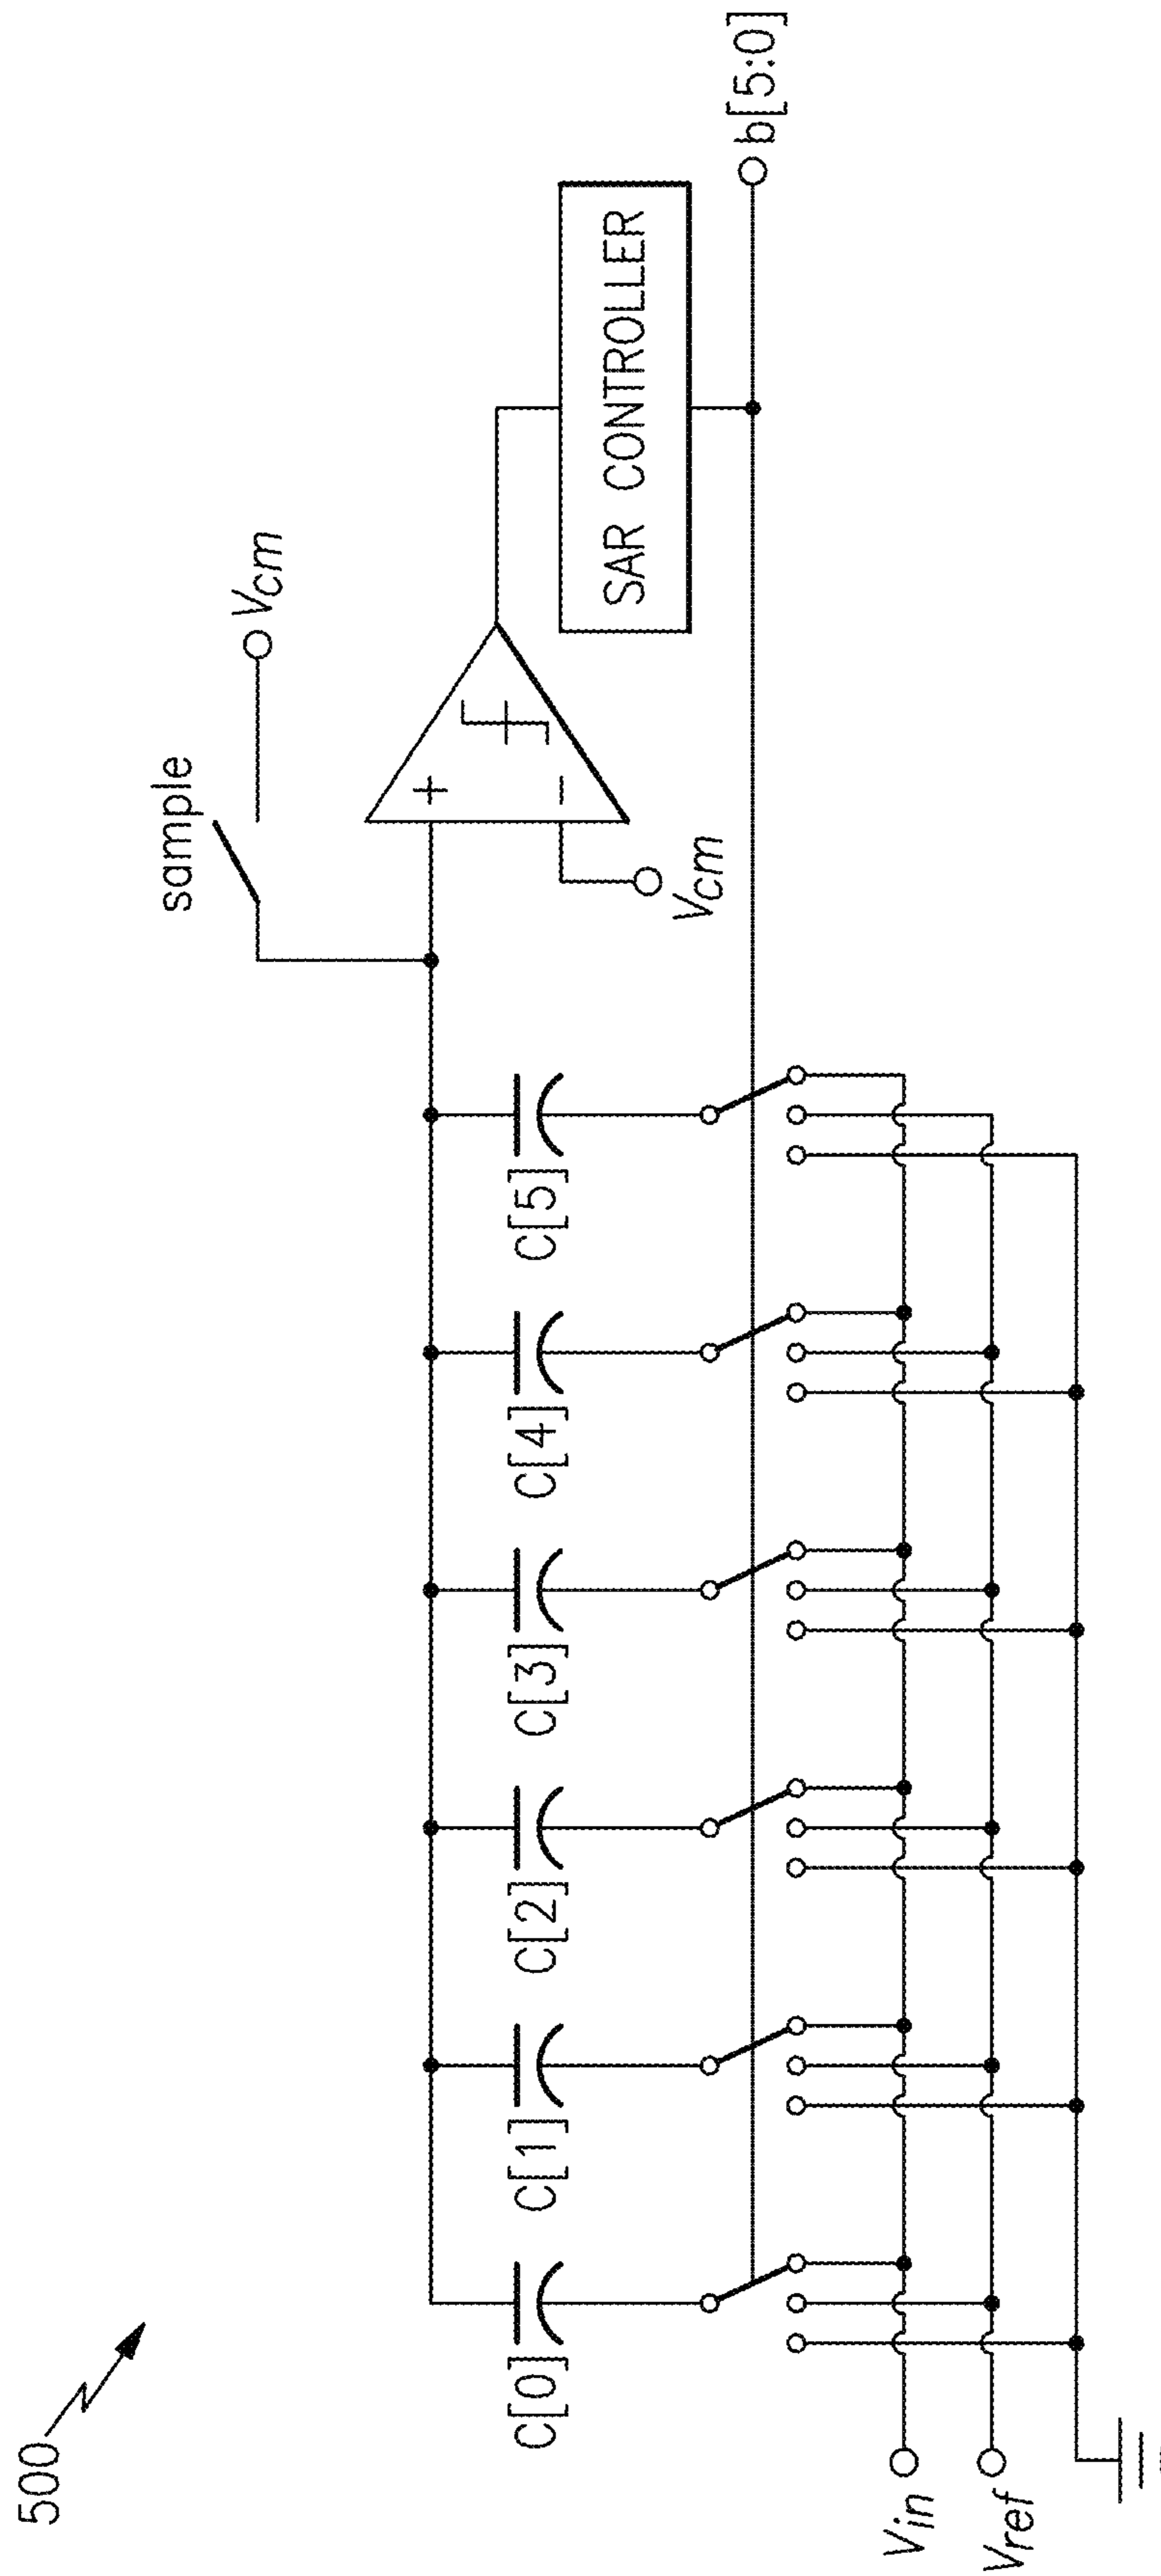 500
sample
Vcm
C[0]
C[1]
C[2]
C[3]
C[4]
C[5]
+
−
Vcm
SAR CONTROLLER
b[5:0]
Vin
Vref